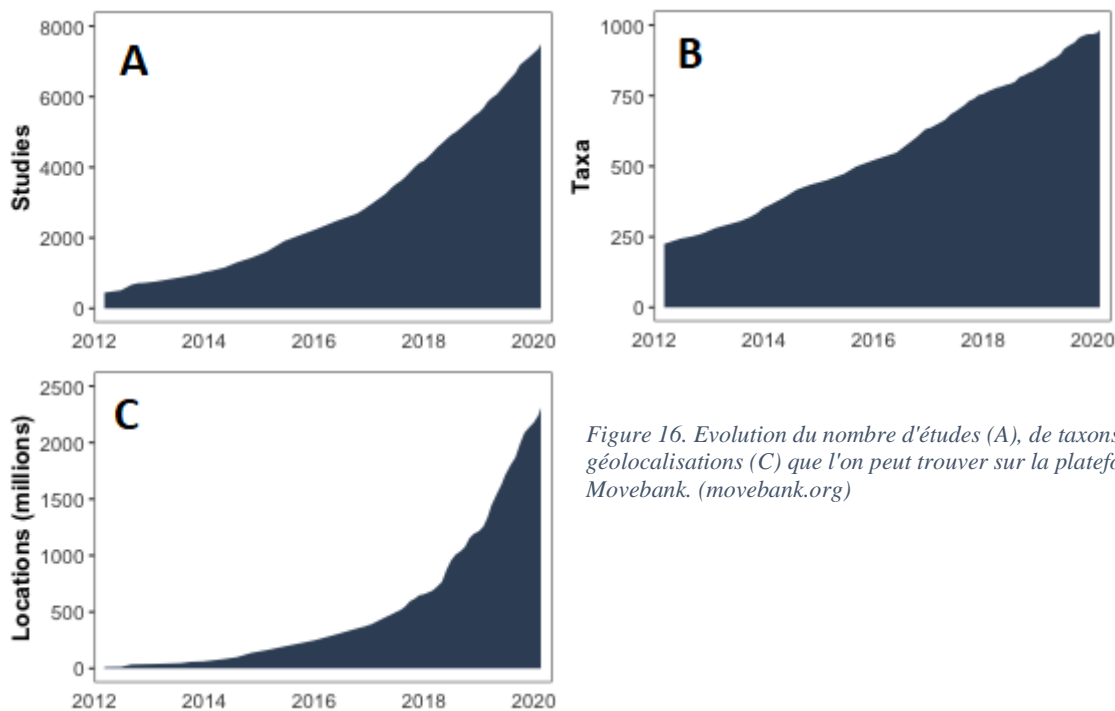 8000
6000
4000
2000
0
Studies
A
2012 2014 2016 2018 2020
1000
750
500
250
0
Taxa
B
2012 2014 2016 2018 2020
2500
2000
1500
1000
500
0
Locations (millions)
C
2012 2014 2016 2018 2020
Figure 16. Evolution du nombre d'études (A), de taxons
géolocalisations (C) que l'on peut trouver sur la platefo
Movebank. (movebank.org)